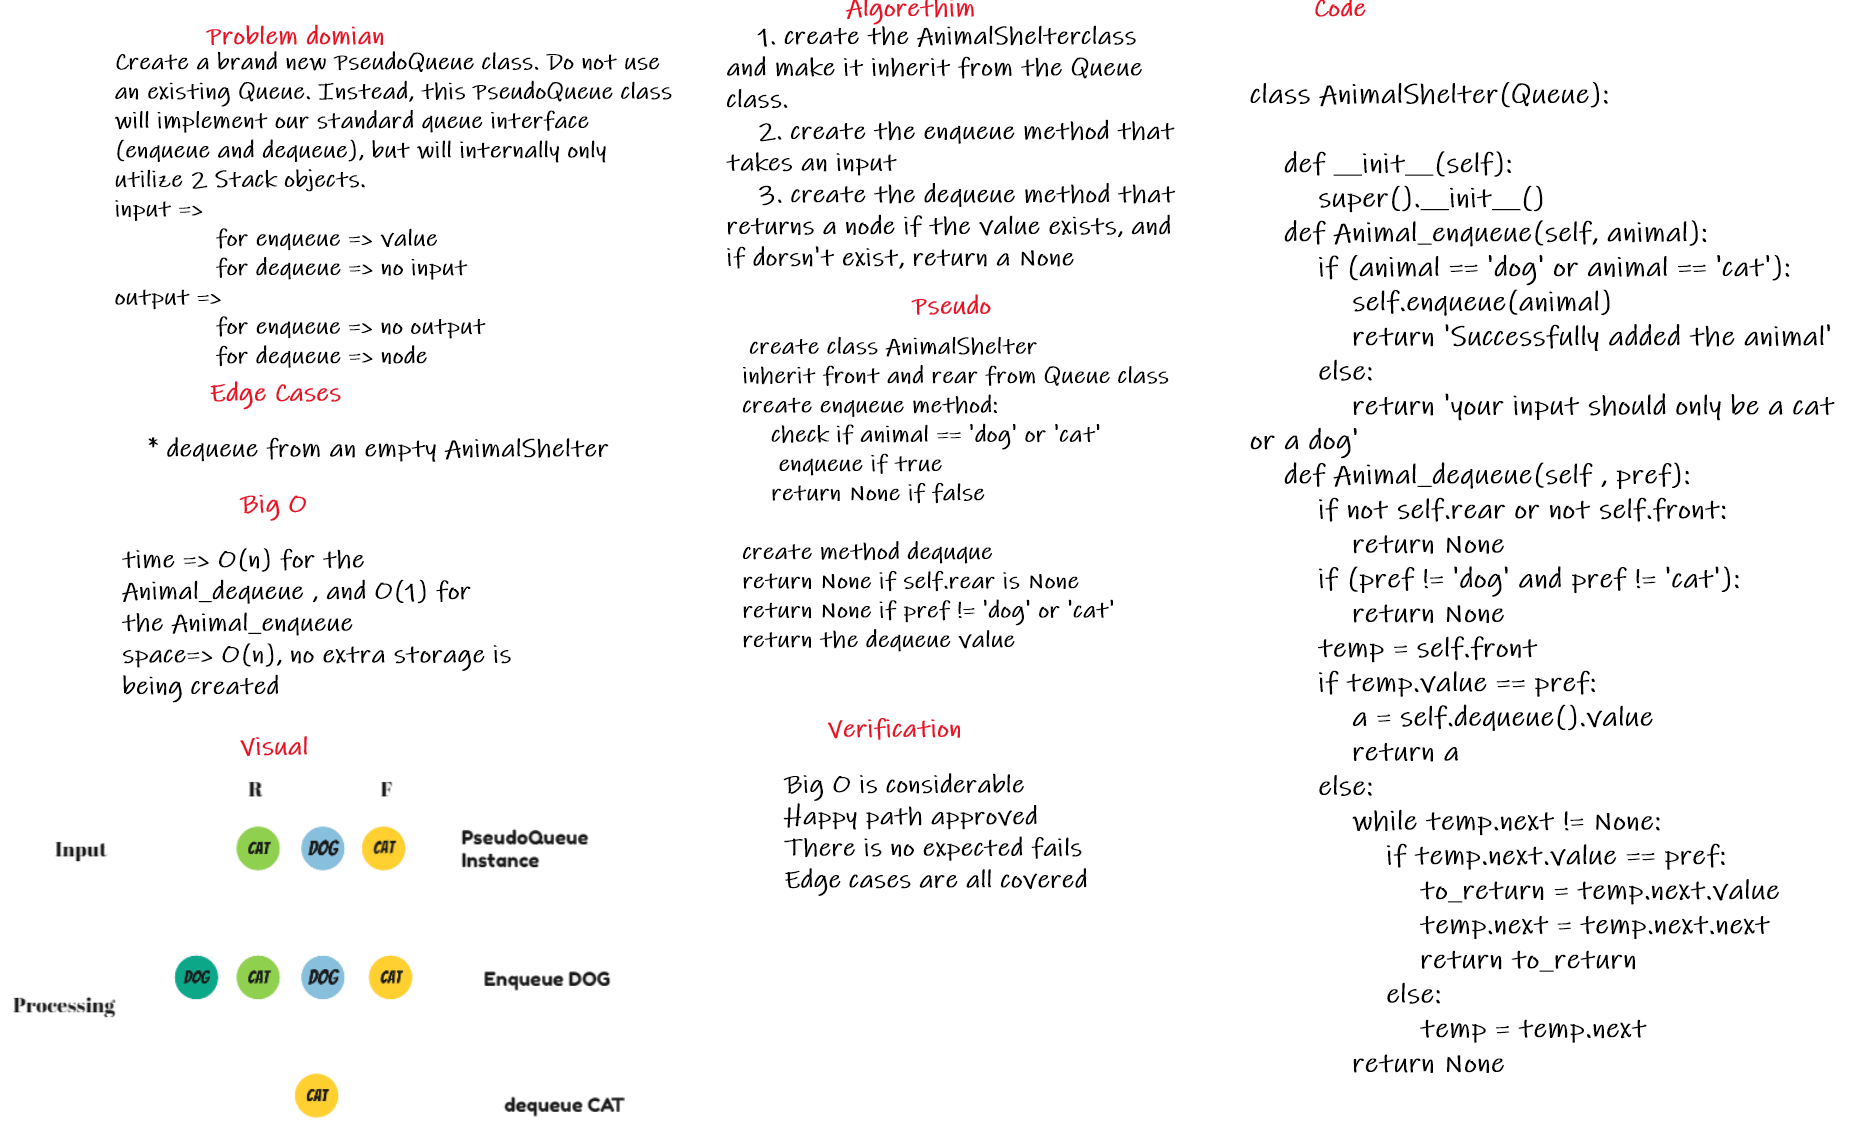 Problem domian
Create a brand new PseudoQueue class. Do not use
an existing Queue. Instead, this PseudoQueue class
will implement our standard queue interface
(enqueue and dequeue), but will internally only
utilize 2 Stack objects.
input =>
for enqueue => value
for dequeue => no input
output =>
for enqueue => no output
for dequeue => node
Edge Cases
* dequeue from an empty AnimalShelter
Big O
time => O(n) for the
Animal_dequeue , and O(1) for
the Animal_enqueue
space=> O(n), no extra storage is
being created
Visual
R F
Input CAT DOG CAT PseudoQueue
Instance
Processing DOG CAT DOG CAT Enqueue DOG
CAT dequeue CAT
Algorethim
1. create the AnimalShelterclass
and make it inherit from the Queue
class.
2. create the enqueue method that
takes an input
3. create the dequeue method that
returns a node if the value exists, and
if dorsn't exist, return a None
Pseudo
create class AnimalShelter
inherit front and rear from Queue class
create enqueue method:
check if animal == 'dog' or 'cat'
enqueue if true
return None if false
create method dequque
return None if self.rear is None
return None if pref != 'dog' or 'cat'
return the dequeue value
Verification
Big O is considerable
Happy path approved
There is no expected fails
Edge cases are all covered
Code
class AnimalShelter(Queue):
def __init__(self):
super().__init__()
def Animal_enqueue(self, animal):
if (animal == 'dog' or animal == 'cat'):
self.enqueue(animal)
return 'Successfully added the animal'
else:
return 'your input should only be a cat
or a dog'
def Animal_dequeue(self , pref):
if not self.rear or not self.front:
return None
if (pref != 'dog' and pref != 'cat'):
return None
temp = self.front
if temp.value == pref:
a = self.dequeue().value
return a
else:
while temp.next != None:
if temp.next.value == pref:
to_return = temp.next.value
temp.next = temp.next.next
return to_return
else:
temp = temp.next
return None